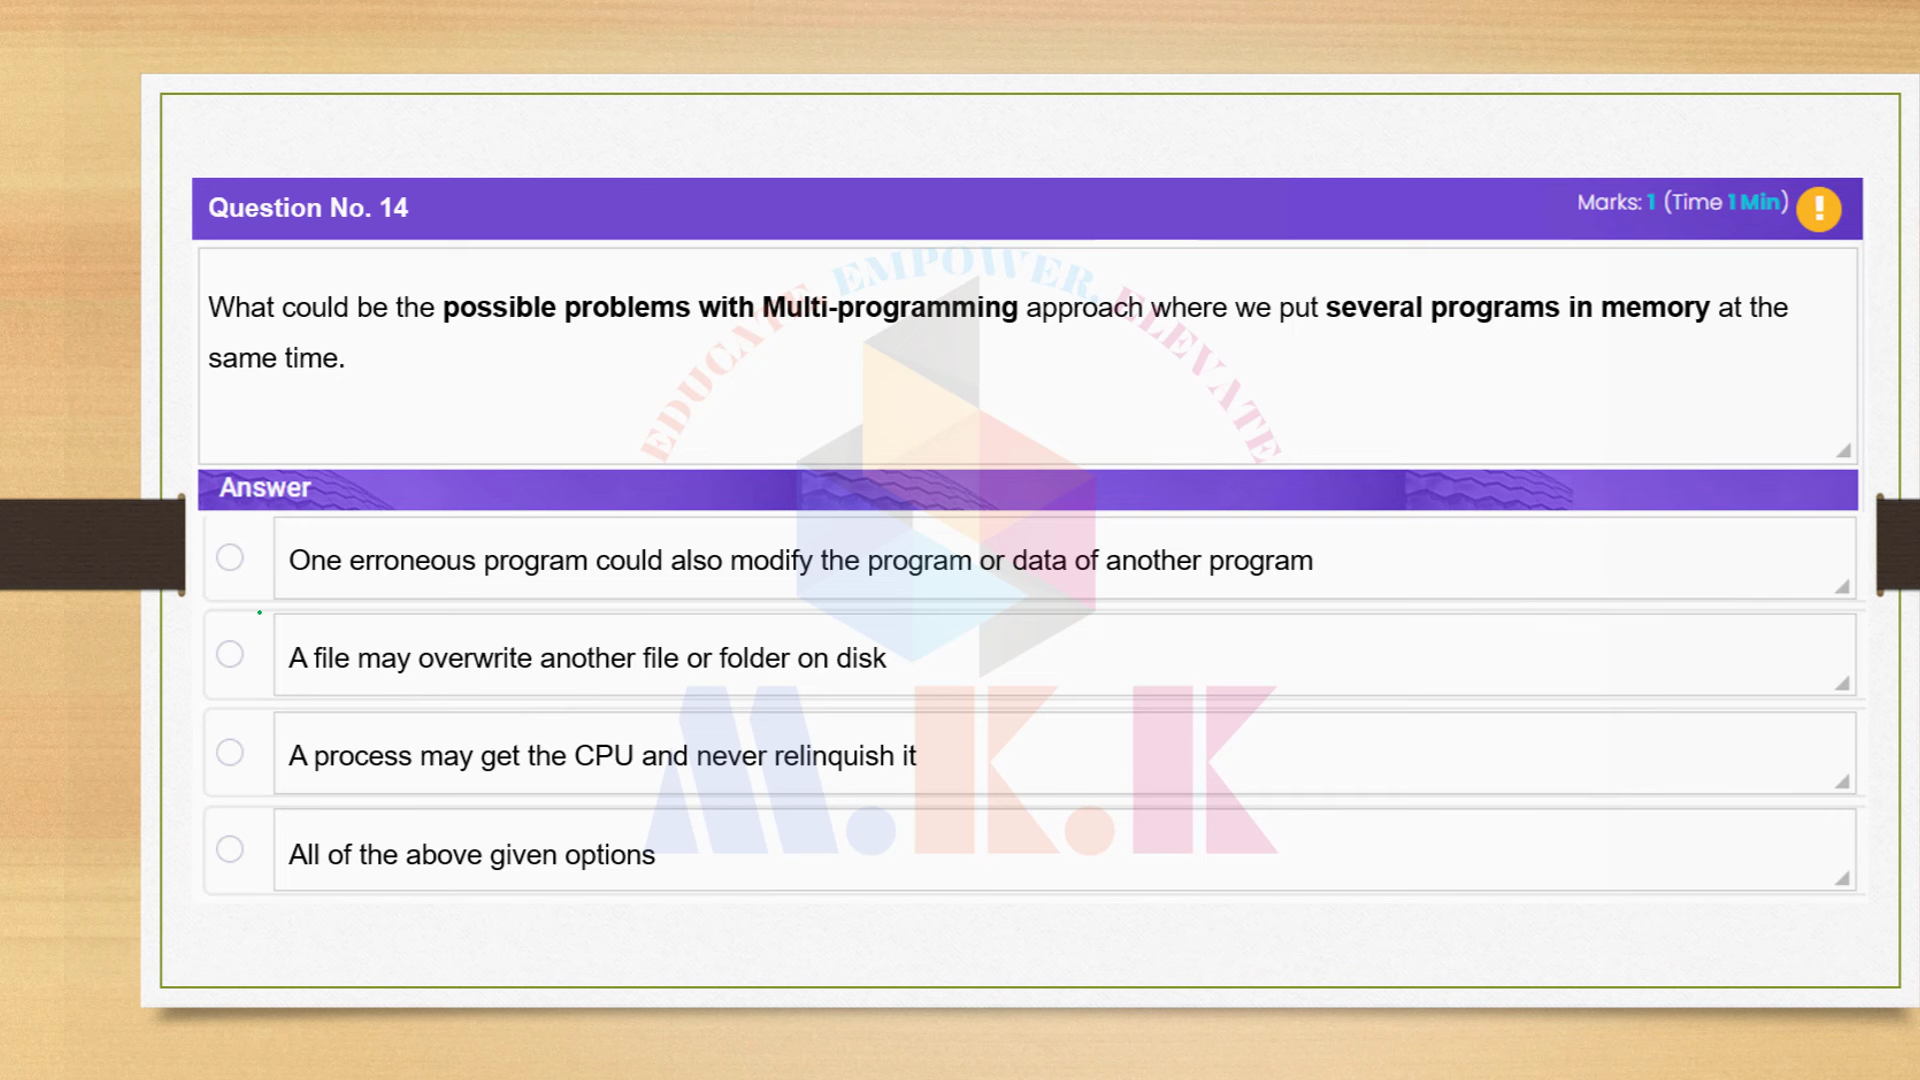 Question No. 14
Marks: 1 (Time 1 Min)
What could be the possible problems with Multi-programming approach where we put several programs in memory at the
same time.
EDUCATE EMPOWER. ELEVATE
Answer
One erroneous program could also modify the program or data of another program
A file may overwrite another file or folder on disk
A process may get the CPU and never relinquish it
All of the above given options
M.K.K